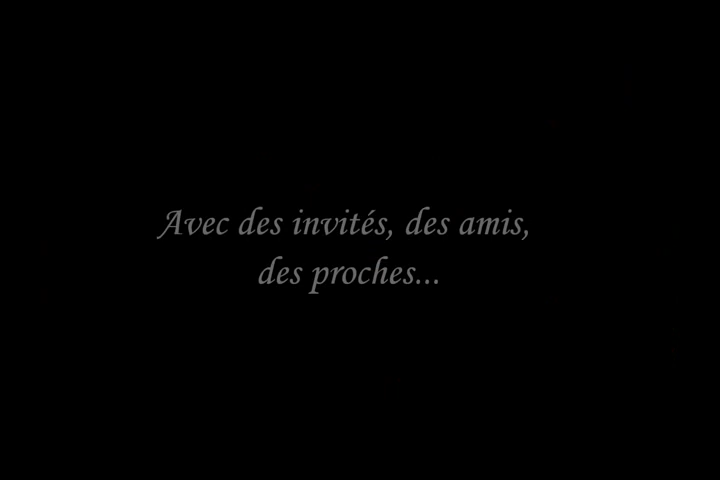 Avec des invités, des amis,
des proches...